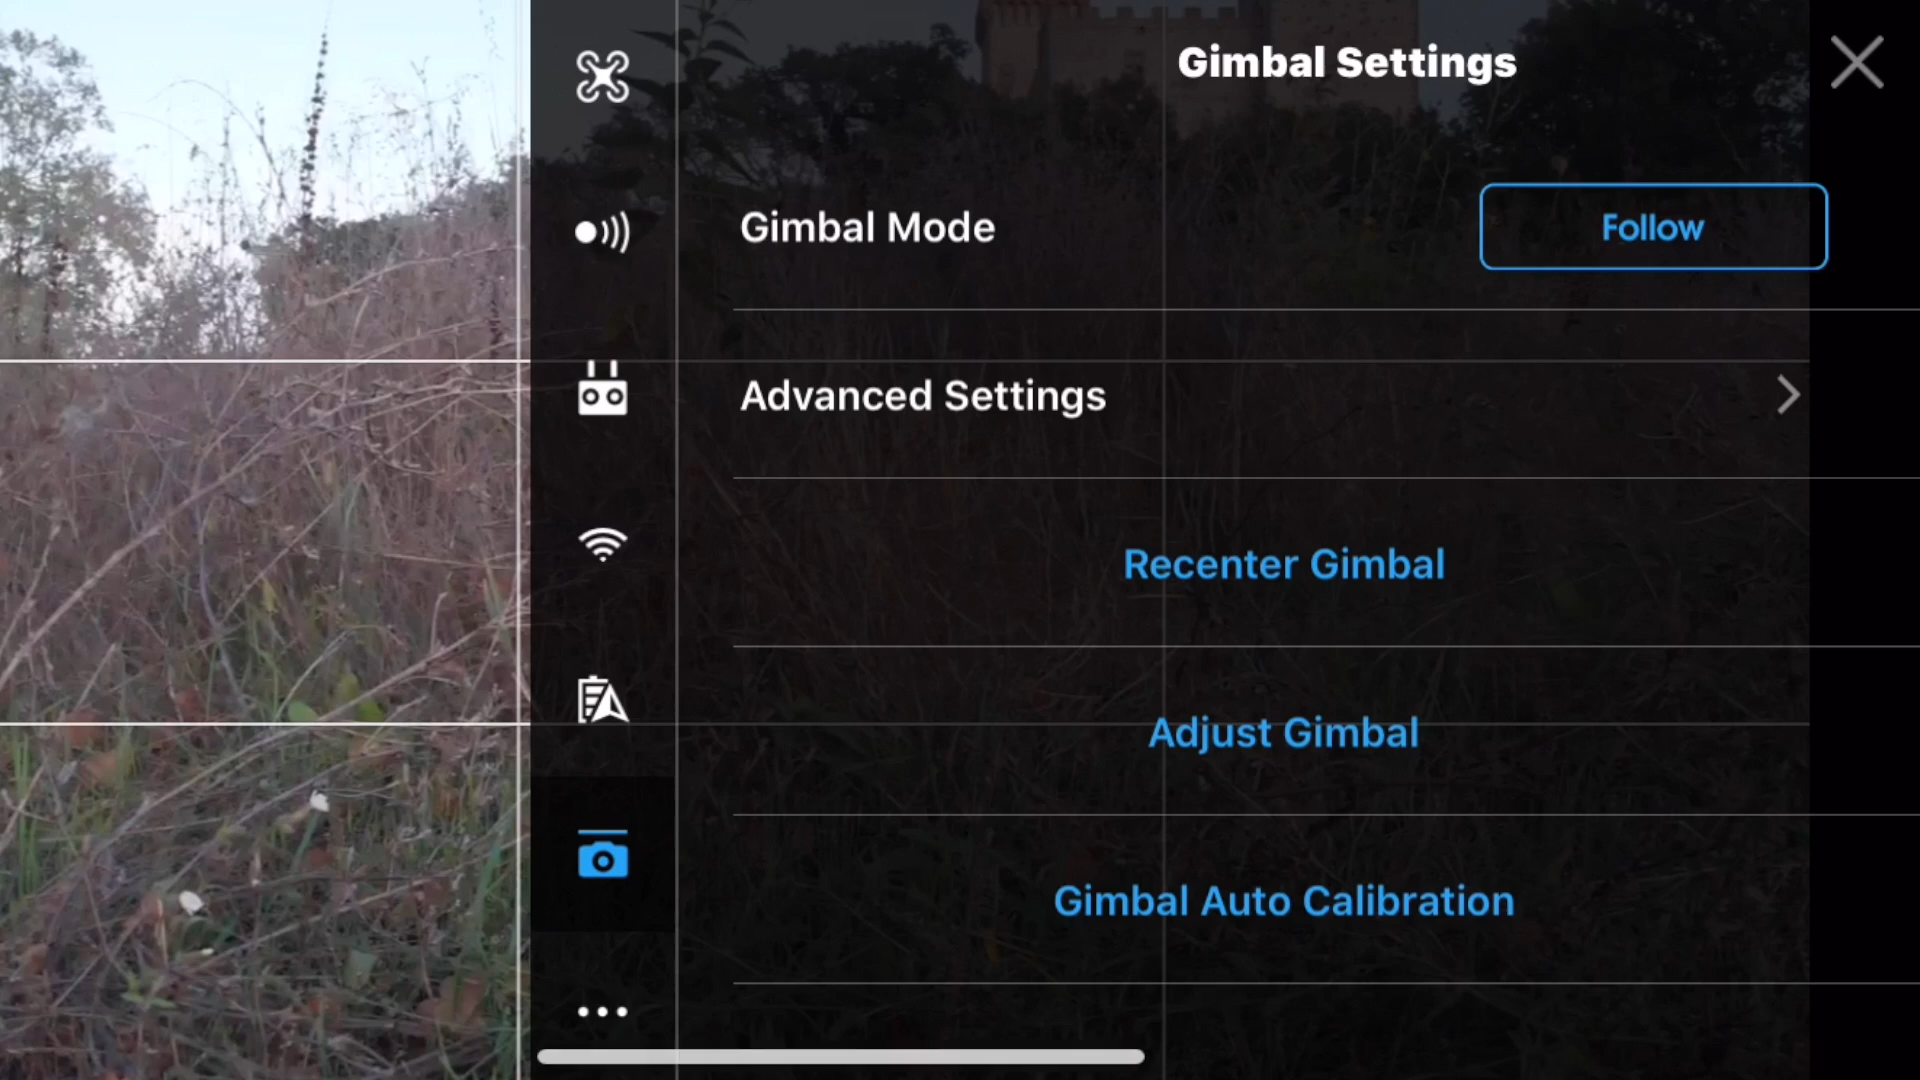 Gimbal Settings
Gimbal Mode
Follow
Advanced Settings
Recenter Gimbal
Adjust Gimbal
Gimbal Auto Calibration